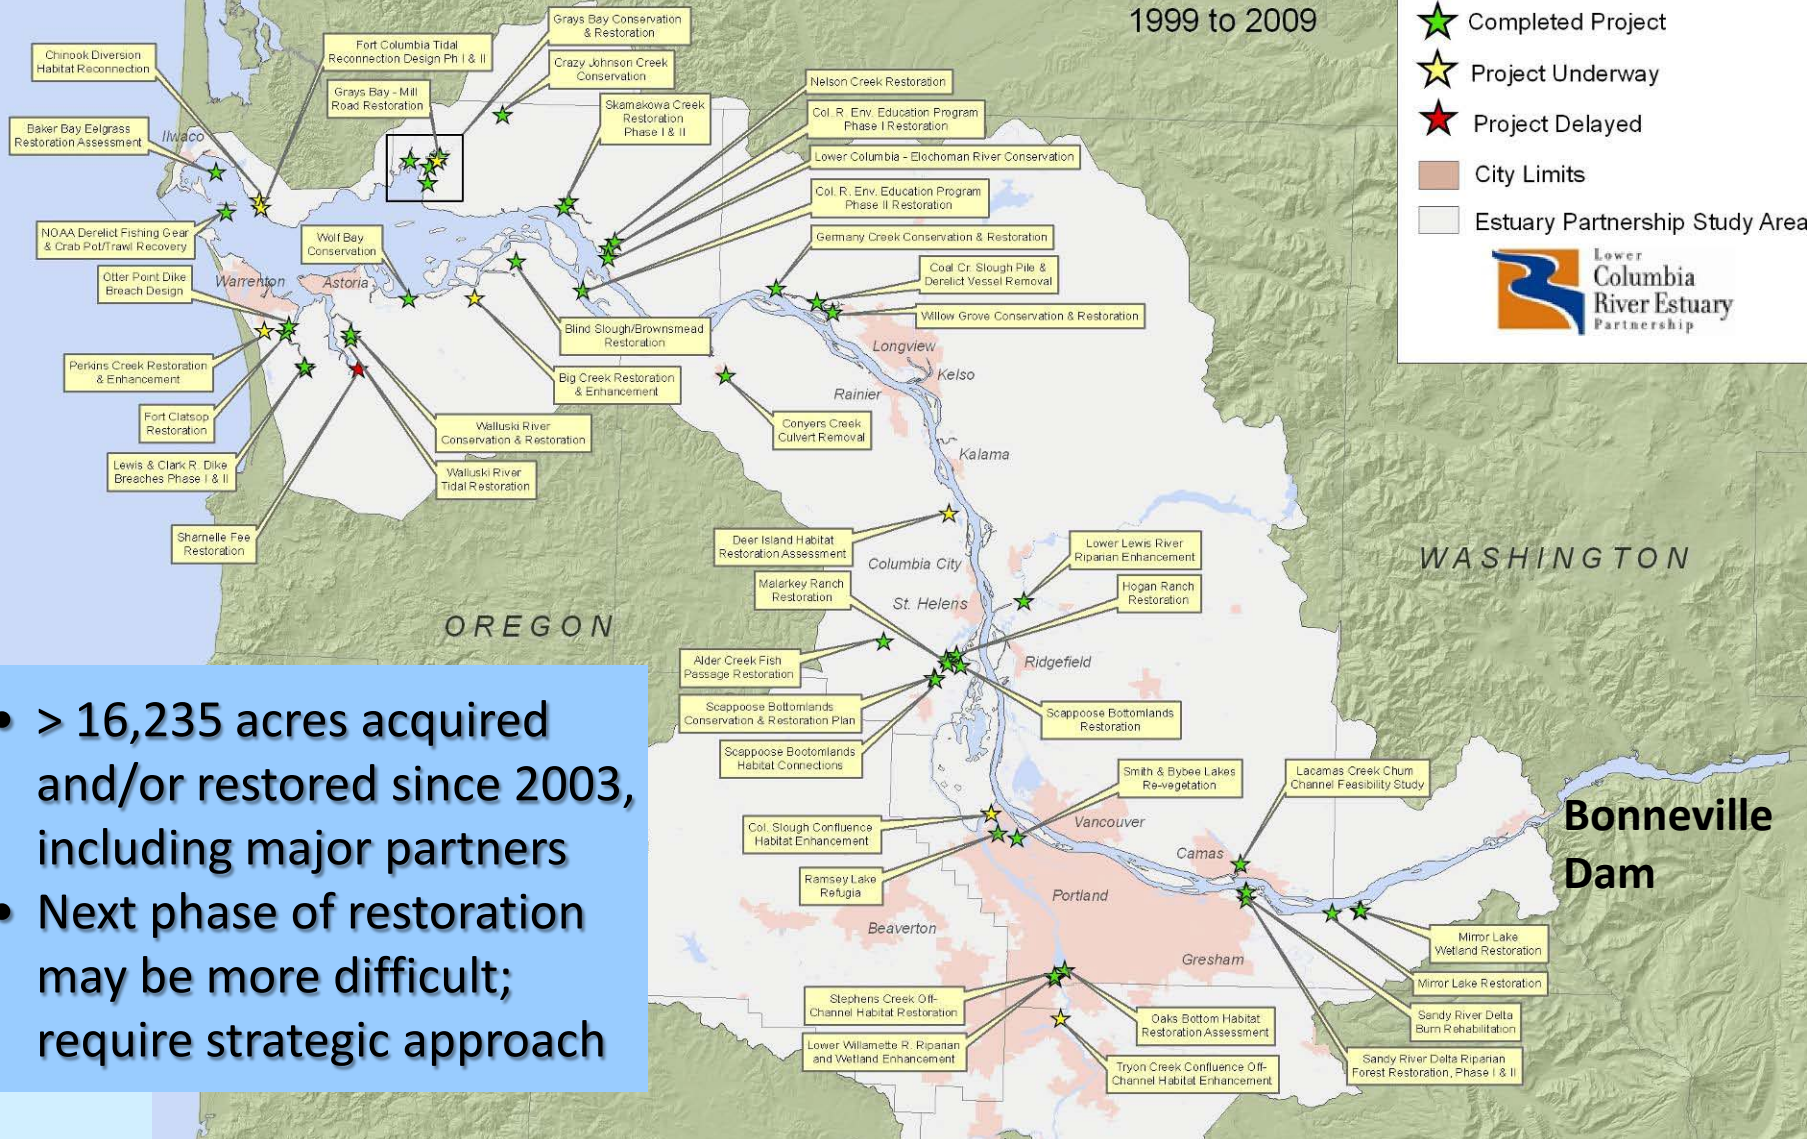 1999 to 2009
Completed Project
Project Underway
Project Delayed
City Limits
Estuary Partnership Study Area
Lower
Columbia
River Estuary
Partnership
Grays Bay Conservation
& Restoration
Chinook Diversion
Habitat Reconnection
Fort Columbia Tidal
Reconnection Design Ph I & II
Crazy Johnson Creek
Conservation
Grays Bay - Mill
Road Restoration
Nelson Creek Restoration
Skamakowa Creek
Restoration
Phase I & II
Col. R. Env. Education Program
Phase I Restoration
Baker Bay Eelgrass
Restoration Assessment
Ilwaco
Lower Columbia - Elochoman River Conservation
Col. R. Env. Education Program
Phase II Restoration
NOAA Derelict Fishing Gear
& Crab Pot/Trawl Recovery
Wolf Bay
Conservation
Germany Creek Conservation & Restoration
Otter Point Dike
Breach Design
Warrenton
Astoria
Coal Cr. Slough Pile &
Derelict Vessel Removal
Willow Grove Conservation & Restoration
Blind Slough/Brownsmead
Restoration
Longview
Perkins Creek Restoration
& Enhancement
Big Creek Restoration
& Enhancement
Kelso
Rainier
Fort Clatsop
Restoration
Walluski River
Conservation & Restoration
Conyers Creek
Culvert Removal
Lewis & Clark R. Dike
Breaches Phase I & II
Walluski River
Tidal Restoration
Kalama
Sharnelle Fee
Restoration
Deer Island Habitat
Restoration Assessment
Lower Lewis River
Riparian Enhancement
WASHINGTON
Columbia City
Malarkey Ranch
Restoration
Hogan Ranch
Restoration
St. Helens
OREGON
Alder Creek Fish
Passage Restoration
Ridgefield
Scappoose Bottomlands
Conservation & Restoration Plan
Scappoose Bottomlands
Restoration
Scappoose Bootomlands
Habitat Connections
Smith & Bybee Lakes
Re-vegetation
Lacamas Creek Chum
Channel Feasibility Study
Col. Slough Confluence
Habitat Enhancement
Vancouver
Camas
Bonneville
Dam
Ramsey Lake
Refugia
Portland
Beaverton
Mirror Lake
Wetland Restoration
Gresham
Mirror Lake Restoration
Stephens Creek Off-
Channel Habitat Restoration
Oaks Bottom Habitat
Restoration Assessment
Sandy River Delta
Burn Rehabilitation
Lower Willamette R. Riparian
and Wetland Enhancement
Tryon Creek Confluence Off-
Channel Habitat Enhancement
Sandy River Delta Riparian
Forest Restoration, Phase I & II
• > 16,235 acres acquired
and/or restored since 2003,
including major partners
• Next phase of restoration
may be more difficult;
require strategic approach